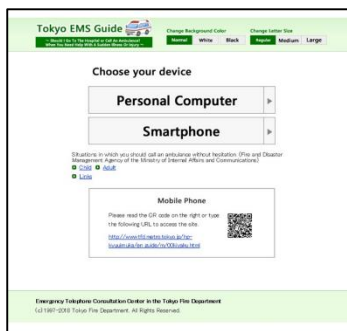 Tokyo EMS Guide
~ Should I Go To The Hospital or Call An Ambulance?
When You Need Help With A Sudden Illness Or Injury ~
Change Background Color
Normal White Black
Change Letter Size
Regular Medium Large
Choose your device
Personal Computer
Smartphone
Situations in which you should call an ambulance without hesitation (Fire and Disaster
Management Agency of the Ministry of Internal Affairs and Communications)
Child Adult
Links
Mobile Phone
Please read the QR code on the right or type
the following URL to access the site.
Emergency Telephone Consultation Center in the Tokyo Fire Department
Tokyo Fire Department. All Rights Reserved.